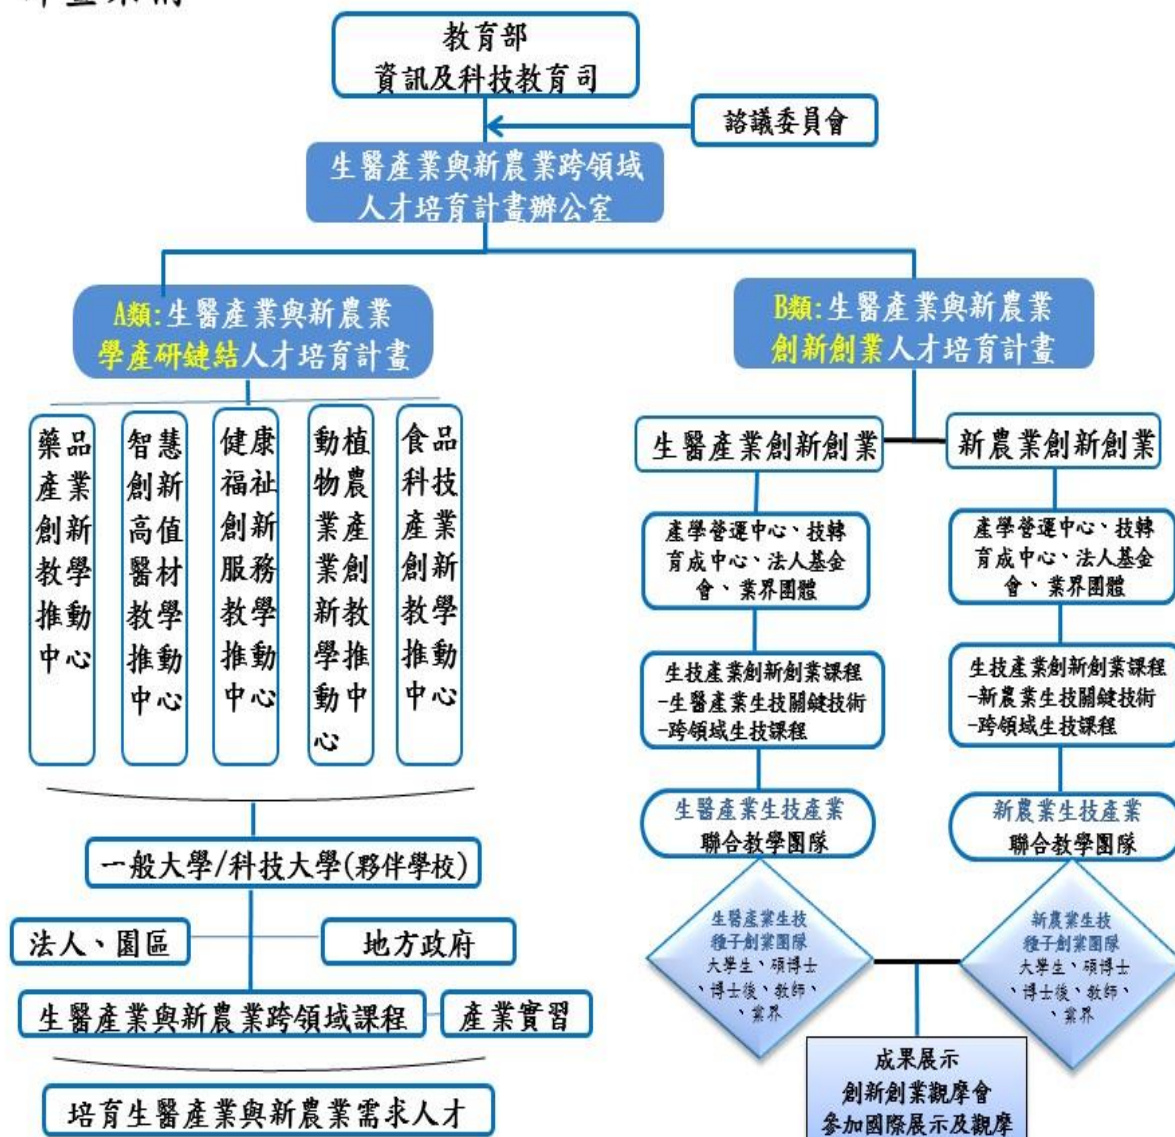 教育部
資訊及科技教育司
諮議委員會
生醫產業與新農業跨領域
人才培育計畫辦公室
A類:生醫產業與新農業
學產研鏈結人才培育計畫
B類:生醫產業與新農業
創新創業人才培育計畫
藥品
產業
創新
教學
推動
中心
智慧
創新
高值
醫材
教學
推動
中心
健康
福祉
創新
服務
教學
推動
中心
動植
物農
業產
業創
新教
學推
動中
心
食品
科技
產業
創新
教學
推動
中心
一般大學/科技大學(夥伴學校)
法人、園區
地方政府
生醫產業與新農業跨領域課程
產業實習
培育生醫產業與新農業需求人才
生醫產業創新創業
新農業創新創業
產學營運中心、技轉
育成中心、法人基金
會、業界團體
產學營運中心、技轉
育成中心、法人基金
會、業界團體
生技產業創新創業課程
-生醫產業生技關鍵技術
-跨領域生技課程
生技產業創新創業課程
-新農業生技關鍵技術
-跨領域生技課程
生醫產業生技產業
聯合教學團隊
新農業生技產業
聯合教學團隊
生醫產業生技
種子創業團隊
大學生、碩博士
、博士後、教師、
、業界
新農業生技
種子創業團隊
大學生、碩博士
、博士後、教師、
、業界
成果展示
創新創業觀摩會
參加國際展示及觀摩